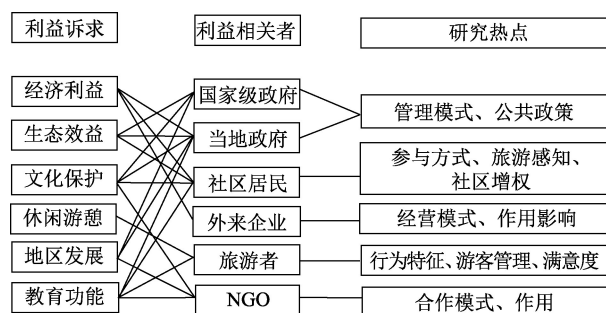 利益诉求 利益相关者 研究热点
经济利益 国家级政府 管理模式、公共政策
生态效益 当地政府
文化保护 社区居民 参与方式、旅游感知、
社区增权
休闲游憩 外来企业 经营模式、作用影响
地区发展 旅游者 行为特征、游客管理、满意度
教育功能 NGO 合作模式、作用